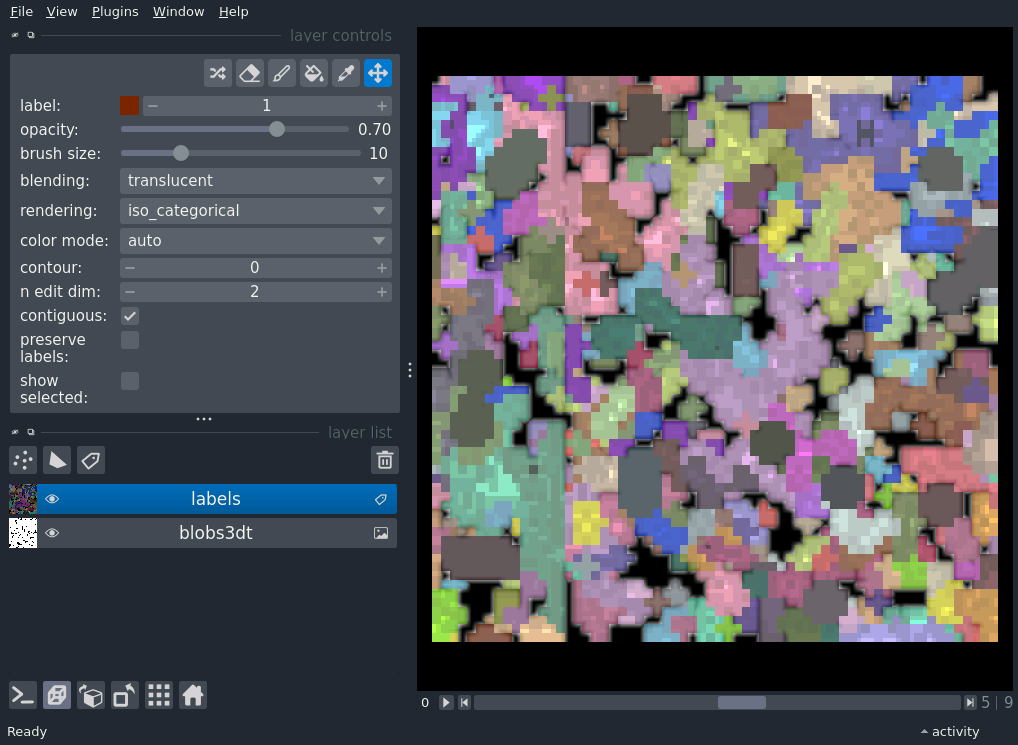 File View Plugins Window Help
layer controls
label: 1
opacity: 0.70
brush size: 10
blending: translucent
rendering: iso_categorical
color mode: auto
contour: 0
n edit dim: 2
contiguous:
preserve
labels:
show
selected:
layer list
labels
blobs3dt
0 5 | 9
Ready activity